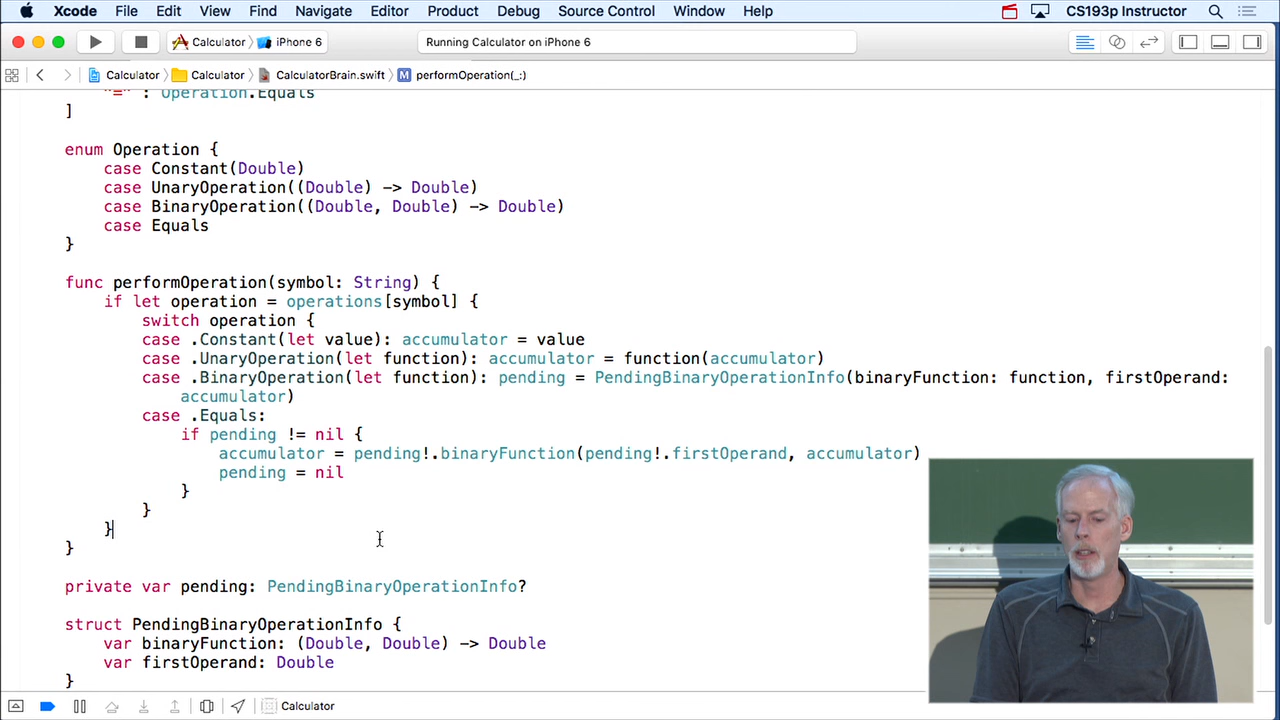 Xcode File Edit View Find Navigate Editor Product Debug Source Control Window Help CS193p Instructor
Calculator iPhone 6 Running Calculator on iPhone 6
Calculator Calculator CalculatorBrain.swift M performOperation(_:)
"=" : Operation.Equals
]
enum Operation {
case Constant(Double)
case UnaryOperation((Double) -> Double)
case BinaryOperation((Double, Double) -> Double)
case Equals
}
func performOperation(symbol: String) {
if let operation = operations[symbol] {
switch operation {
case .Constant(let value): accumulator = value
case .UnaryOperation(let function): accumulator = function(accumulator)
case .BinaryOperation(let function): pending = PendingBinaryOperationInfo(binaryFunction: function, firstOperand:
accumulator)
case .Equals:
if pending != nil {
accumulator = pending!.binaryFunction(pending!.firstOperand, accumulator)
pending = nil
}
}
}
}
private var pending: PendingBinaryOperationInfo?
struct PendingBinaryOperationInfo {
var binaryFunction: (Double, Double) -> Double
var firstOperand: Double
}
Calculator